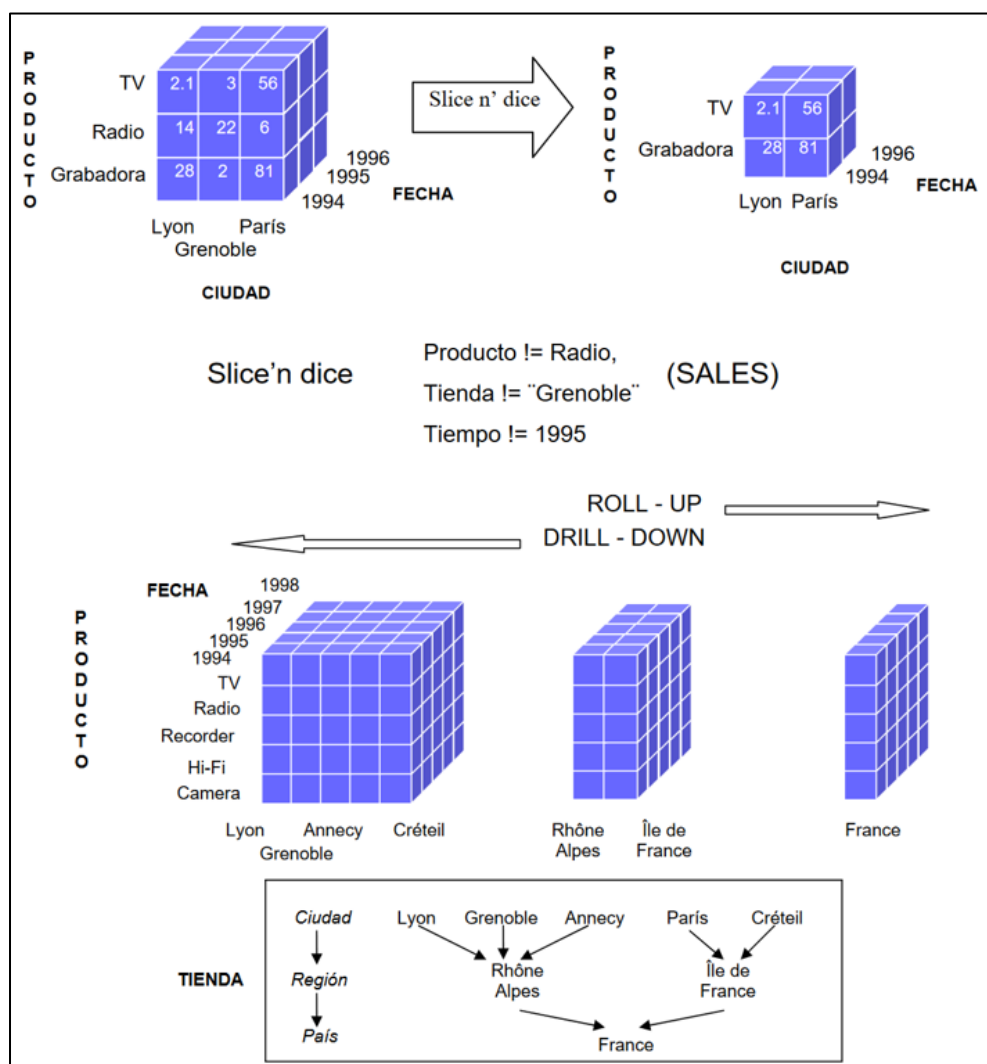 PRODUCTO
TV 2.1 3 56
Radio 14 22 6
Grabadora 28 2 81
1996
1995
1994
FECHA
Lyon París
Grenoble
CIUDAD
Slice n’ dice
PRODUCTO
TV 2.1 56
Grabadora 28 81
1996
1994
FECHA
Lyon París
CIUDAD
Slice’n dice
Producto != Radio,
Tienda != ¨Grenoble¨
Tiempo != 1995
(SALES)
ROLL - UP
DRILL - DOWN
FECHA
1998
1997
1996
1995
1994
PRODUCTO
TV
Radio
Recorder
Hi-Fi
Camera
Lyon Annecy Créteil
Grenoble
Rhône
Alpes
Île de
France
France
TIENDA
Ciudad
Región
País
Lyon Grenoble Annecy París Créteil
Rhône
Alpes
Île de
France
France